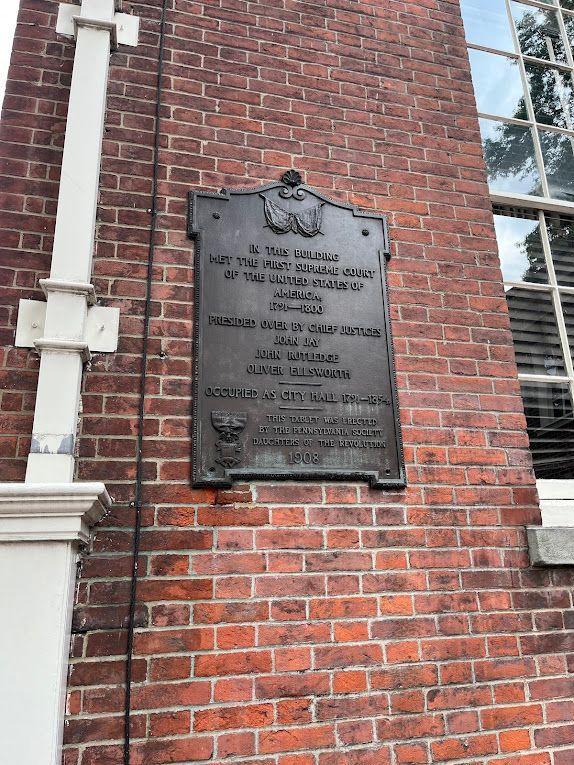 IN THIS BUILDING
MET THE FIRST SUPREME COURT
OF THE UNITED STATES OF
AMERICA,
1791—1800
PRESIDED OVER BY CHIEF JUSTICES
JOHN JAY
JOHN RUTLEDGE
OLIVER ELLSWORTH
OCCUPIED AS CITY HALL 1791—1854
THIS TABLET WAS ERECTED
BY THE PENNSYLVANIA SOCIETY
DAUGHTERS OF THE REVOLUTION
1908